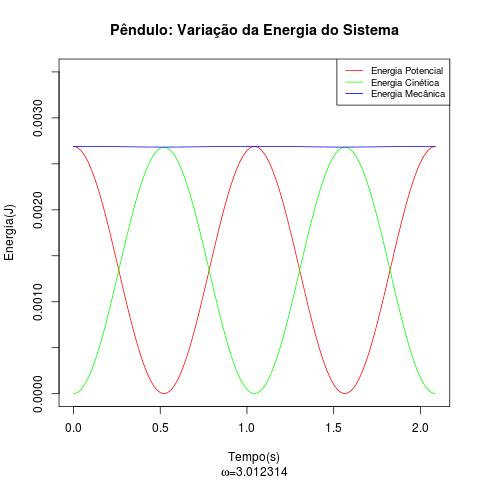 Pêndulo: Variação da Energia do Sistema
Energia Potencial
Energia Cinética
Energia Mecânica
Energia(J)
0.0030
0.0020
0.0010
0.0000
0.0 0.5 1.0 1.5 2.0
Tempo(s)
ω=3.012314